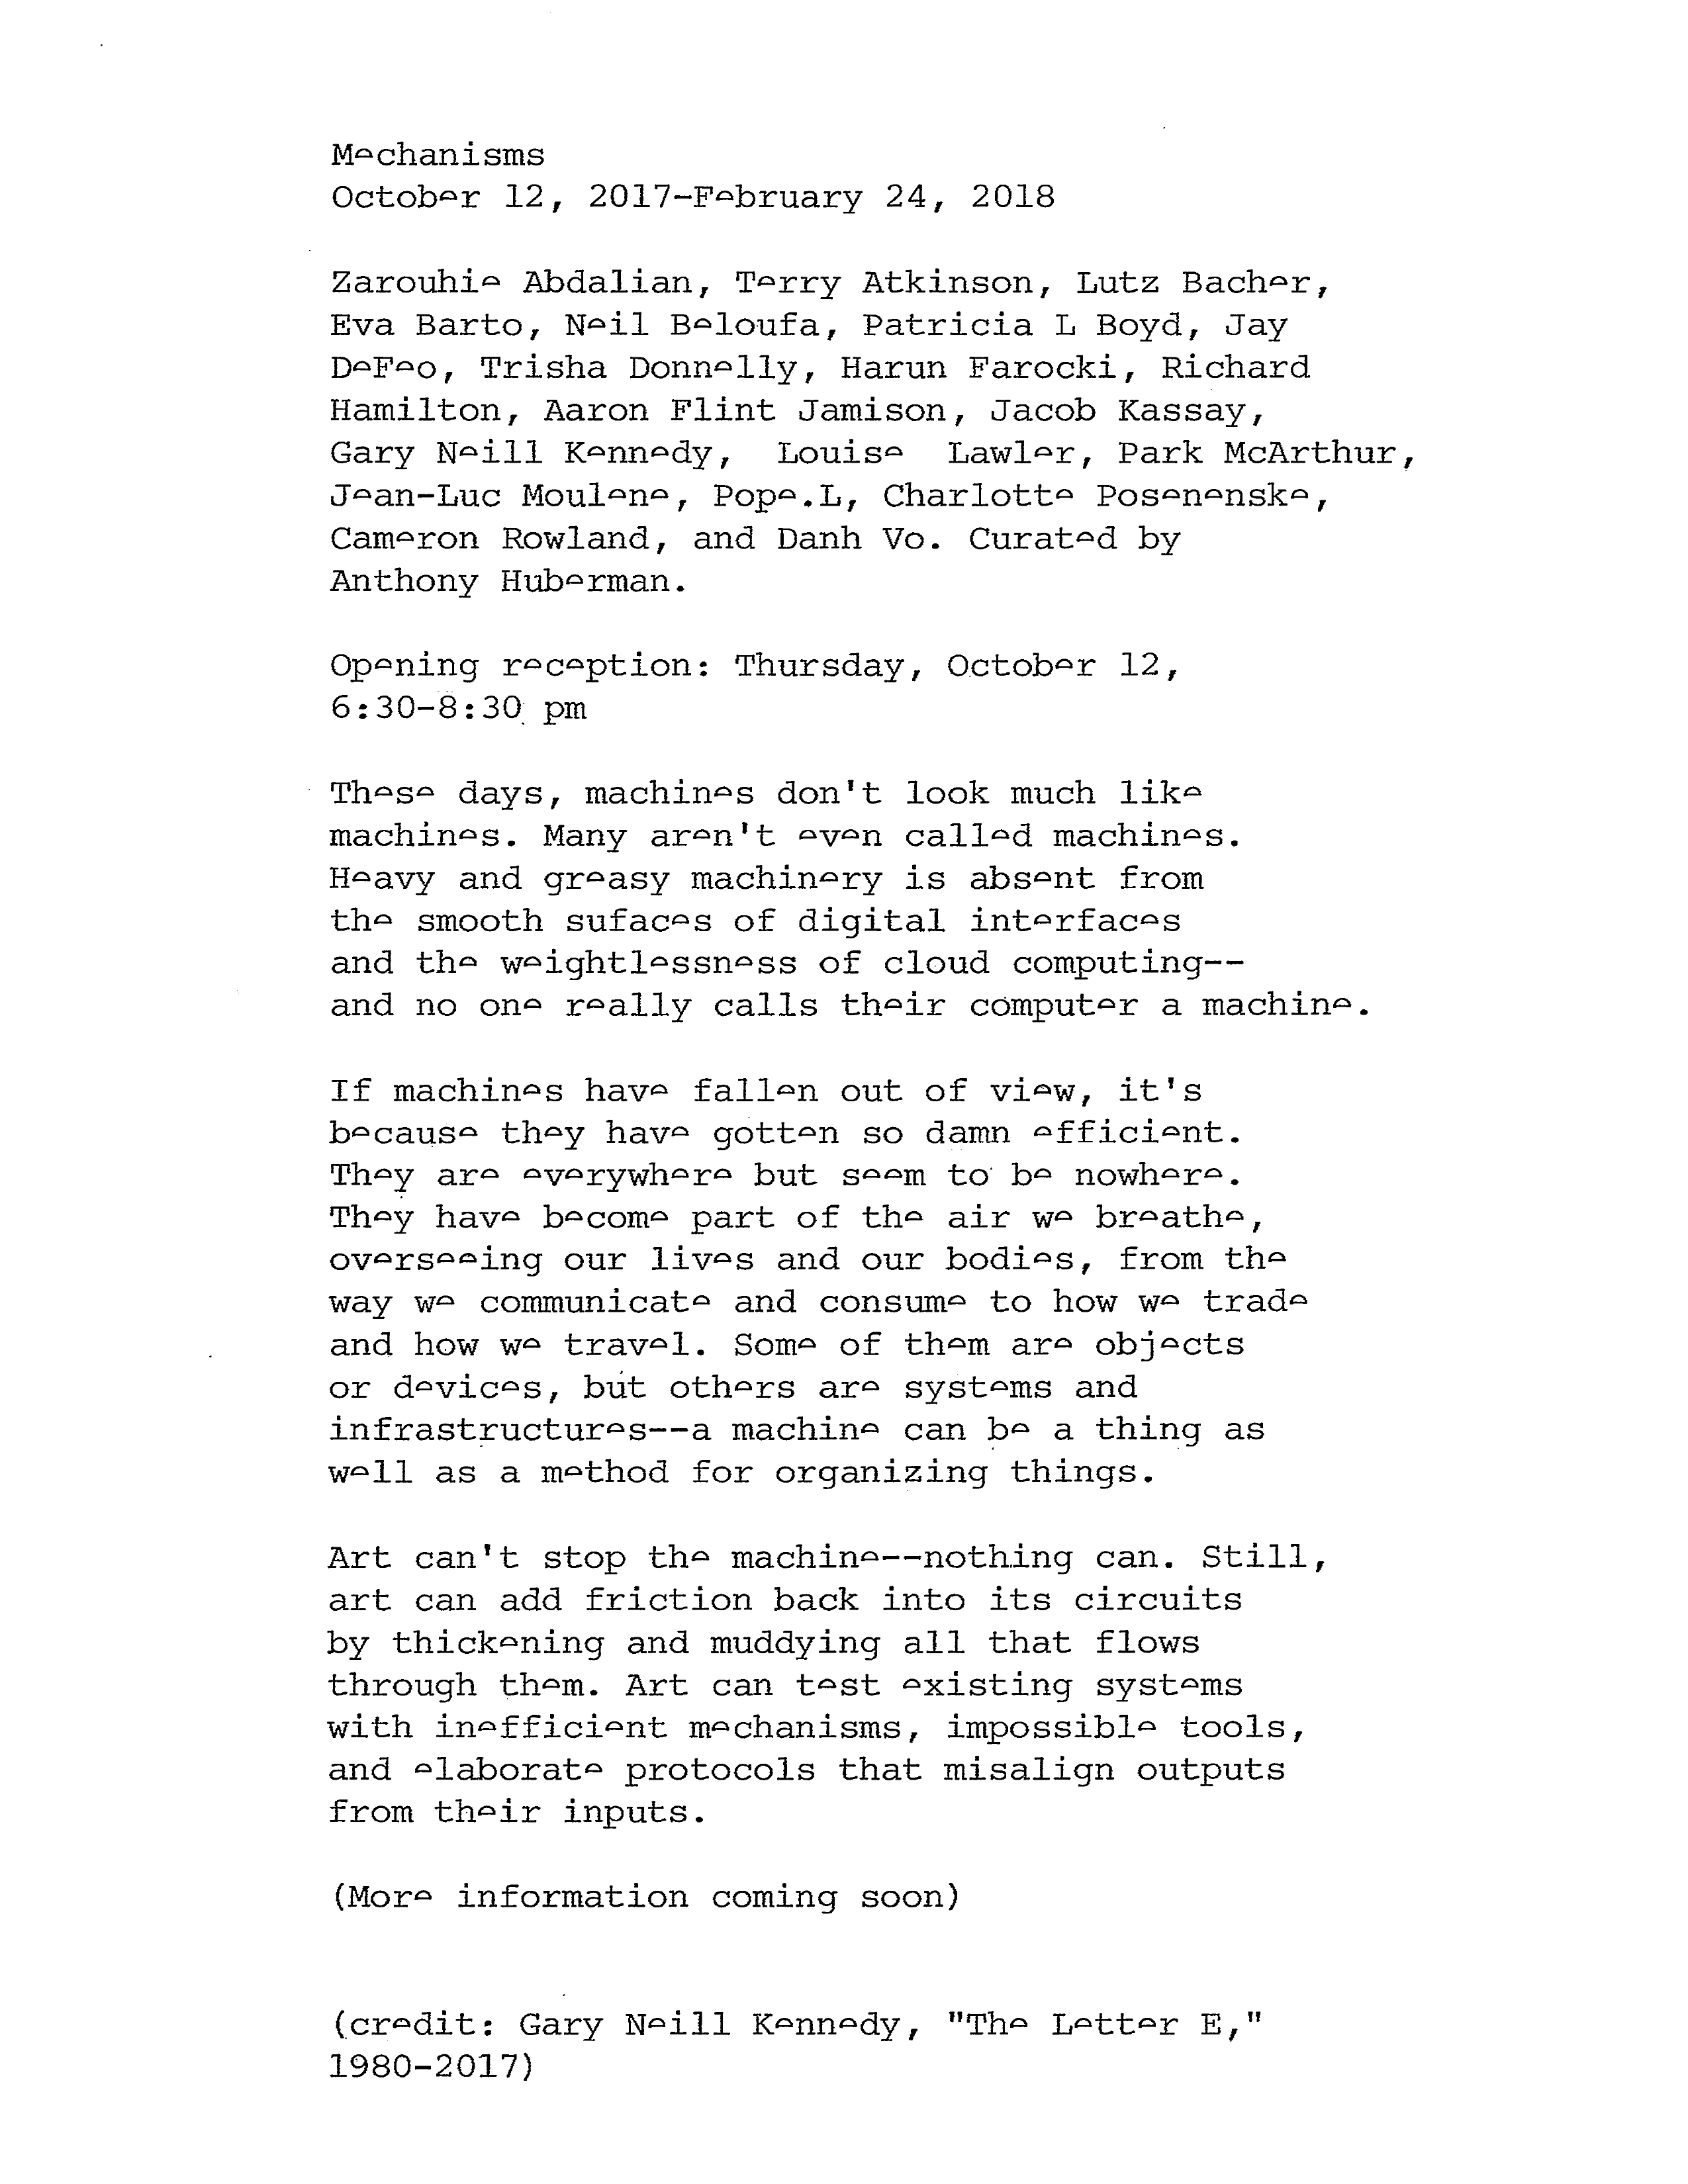 Mechanisms
October 12, 2017-February 24, 2018
Zarouhie Abdalian, Terry Atkinson, Lutz Bacher,
Eva Barto, Neil Beloufa, Patricia L Boyd, Jay
DeFeo, Trisha Donnelly, Harun Farocki, Richard
Hamilton, Aaron Flint Jamison, Jacob Kassay,
Gary Neill Kennedy, Louise Lawler, Park McArthur,
Jean-Luc Moulene, Pope.L, Charlotte Posenenske,
Cameron Rowland, and Danh Vo. Curated by
Anthony Huberman.
Opening reception: Thursday, October 12,
6:30-8:30 pm
These days, machines don't look much like
machines. Many aren't even called machines.
Heavy and greasy machinery is absent from
the smooth sufaces of digital interfaces
and the weightlessness of cloud computing--
and no one really calls their computer a machine.
If machines have fallen out of view, it's
because they have gotten so damn efficient.
They are everywhere but seem to be nowhere.
They have become part of the air we breathe,
overseeing our lives and our bodies, from the
way we communicate and consume to how we trade
and how we travel. Some of them are objects
or devices, but others are systems and
infrastructures--a machine can be a thing as
well as a method for organizing things.
Art can't stop the machine--nothing can. Still,
art can add friction back into its circuits
by thickening and muddying all that flows
through them. Art can test existing systems
with inefficient mechanisms, impossible tools,
and elaborate protocols that misalign outputs
from their inputs.
(More information coming soon)
(credit: Gary Neill Kennedy, "The Letter E,"
1980-2017)